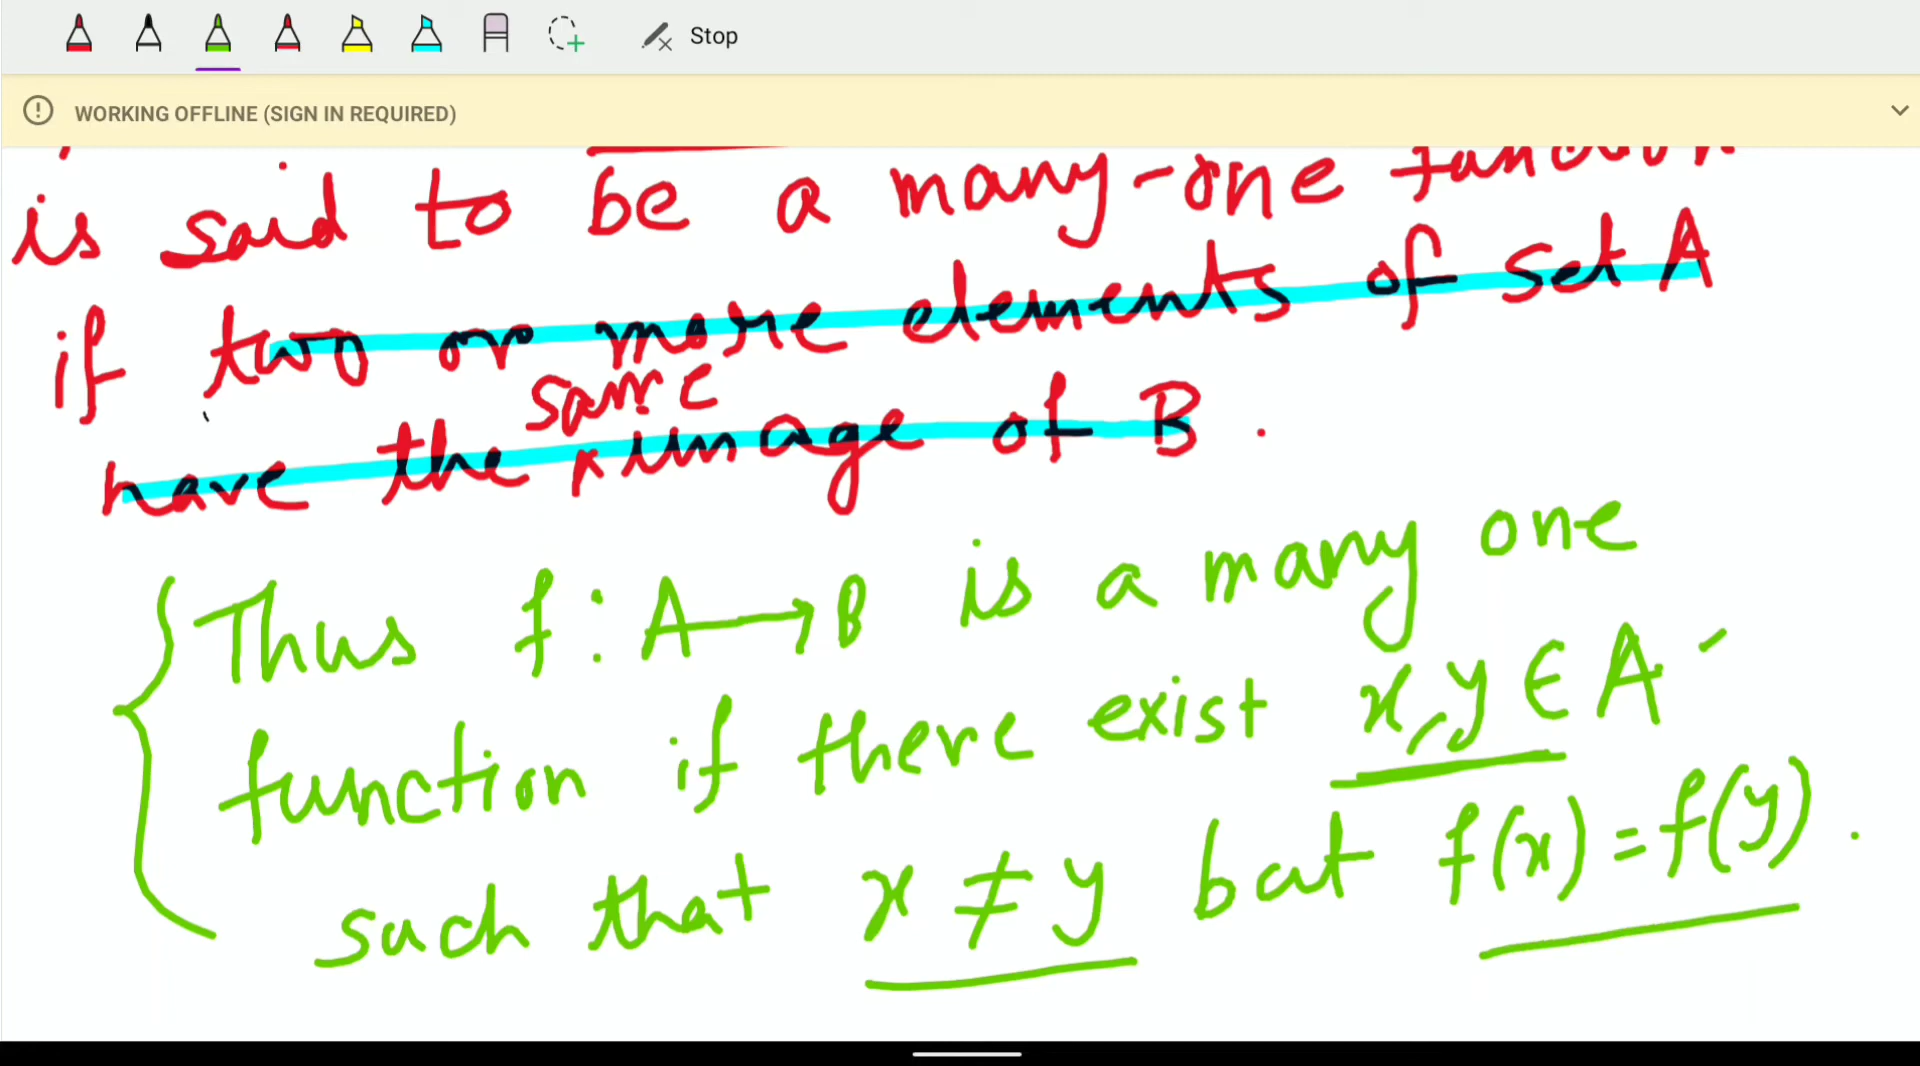 Stop
WORKING OFFLINE (SIGN IN REQUIRED)
is said to be a many-one function
if two or more elements of set A
same
have the x image of B .
Thus f : A → B is a many one
function if there exist x, y ∈ A
such that x ≠ y but f(x) = f(y) .